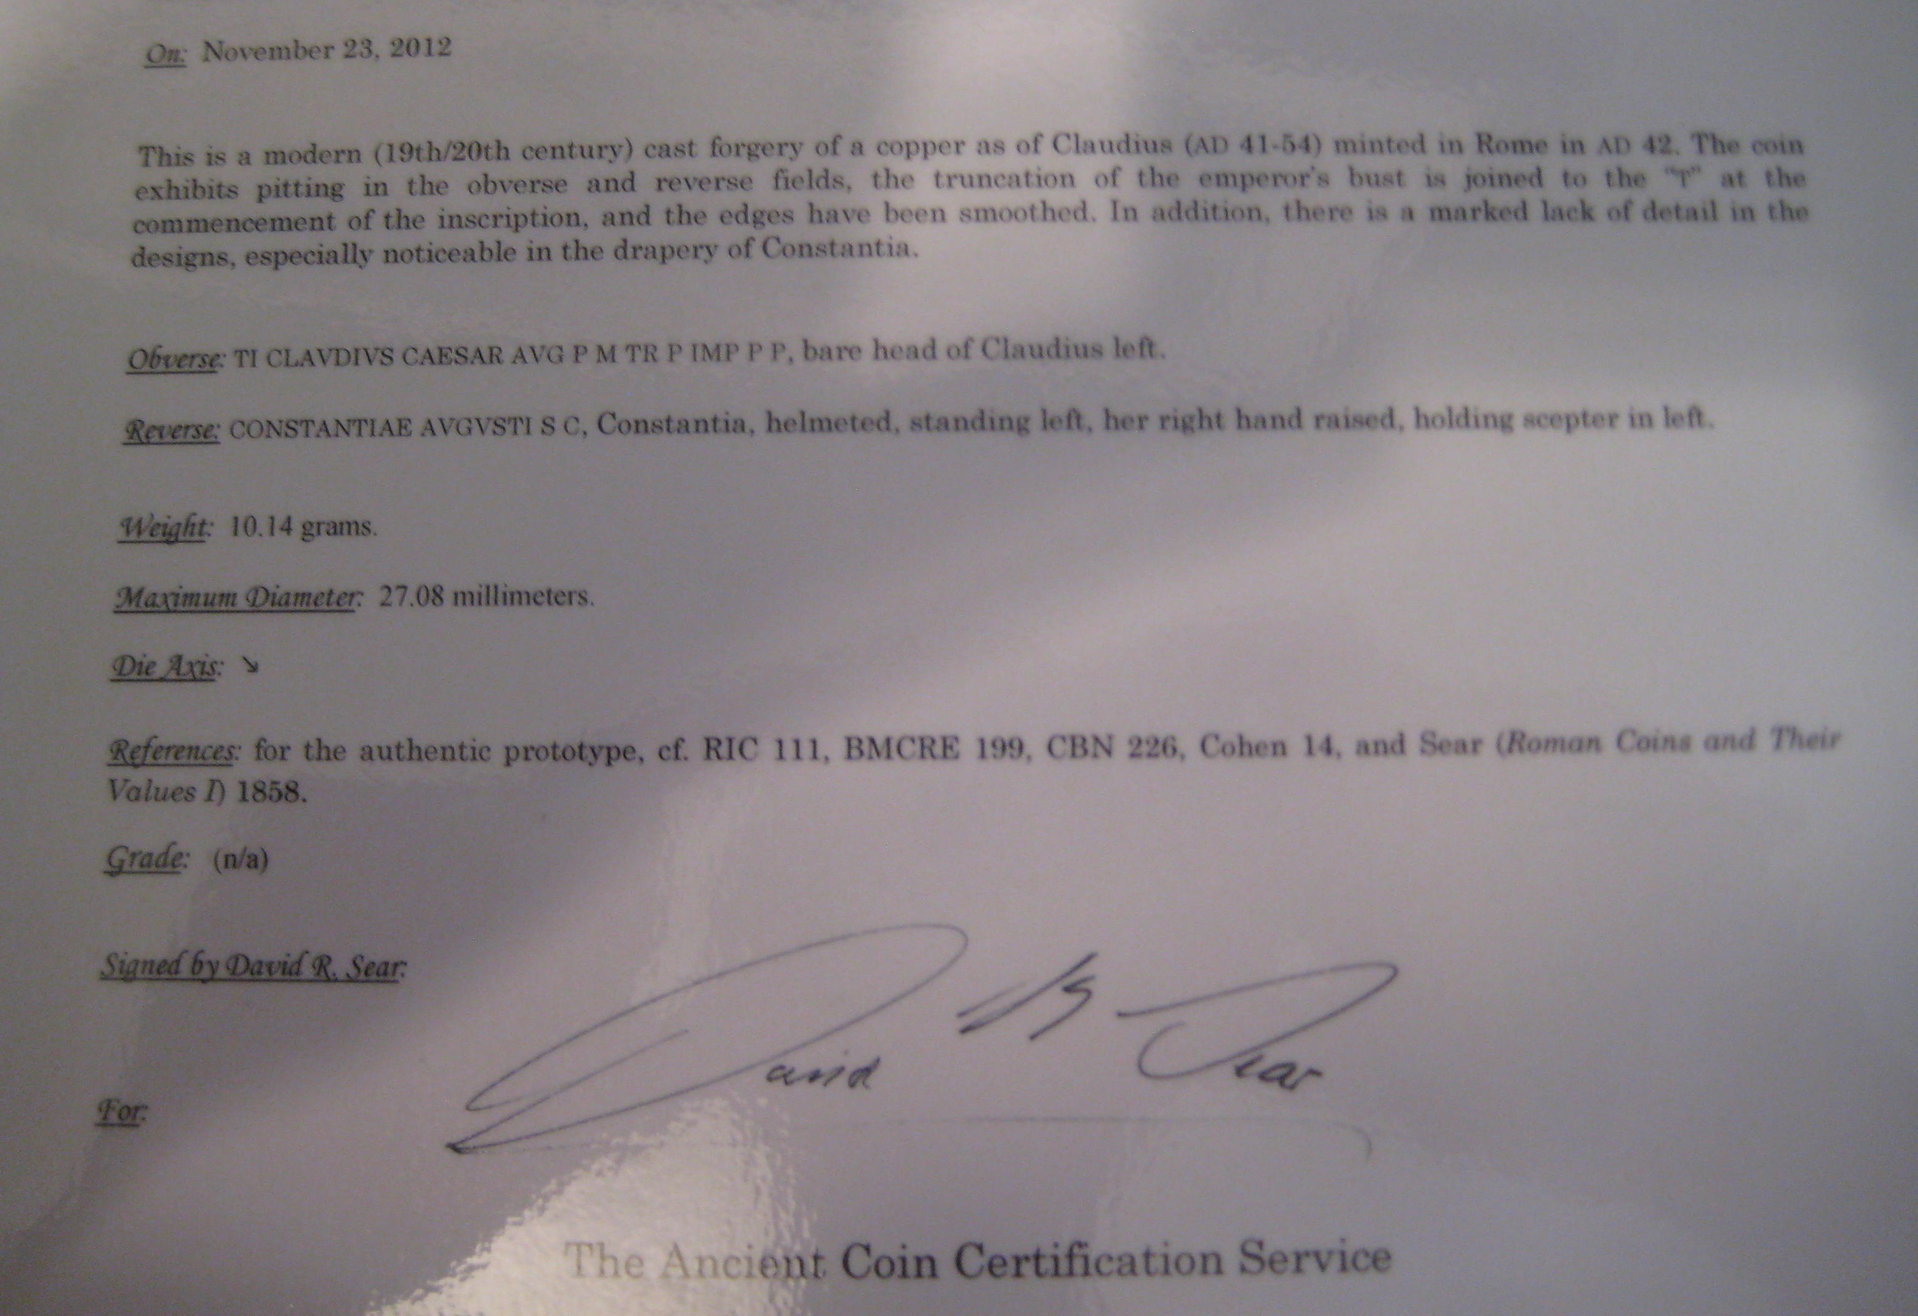 On: November 23, 2012
This is a modern (19th/20th century) cast forgery of a copper as of Claudius (AD 41-54) minted in Rome in AD 42. The coin
exhibits pitting in the obverse and reverse fields, the truncation of the emperor's bust is joined to the "T" at the
commencement of the inscription, and the edges have been smoothed. In addition, there is a marked lack of detail in the
designs, especially noticeable in the drapery of Constantia.
Obverse: TI CLAVDIVS CAESAR AVG P M TR P IMP P P, bare head of Claudius left.
Reverse: CONSTANTIAE AVGVSTI S C, Constantia, helmeted, standing left, her right hand raised, holding scepter in left.
Weight: 10.14 grams.
Maximum Diameter: 27.08 millimeters.
Die Axis: ↘
References: for the authentic prototype, cf. RIC 111, BMCRE 199, CBN 226, Cohen 14, and Sear (Roman Coins and Their
Values I) 1858.
Grade: (n/a)
Signed by David R. Sear:
David R. Sear
For:
The Ancient Coin Certification Service